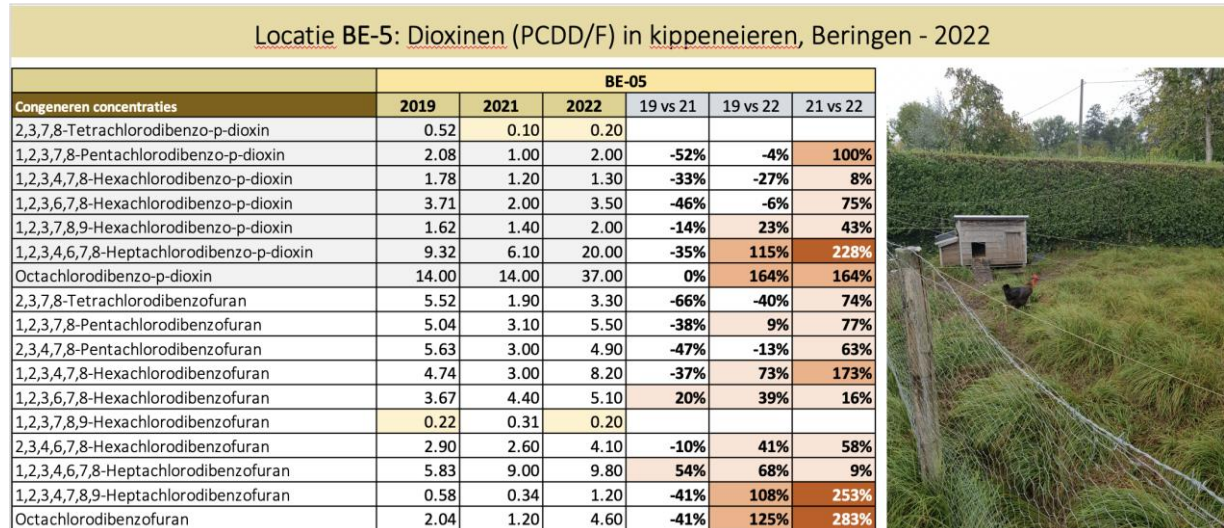 Locatie BE-5: Dioxinen (PCDD/F) in kippeneieren, Beringen - 2022
BE-05
Congeneren concentraties 2019 2021 2022 19 vs 21 19 vs 22 21 vs 22
2,3,7,8-Tetrachlorodibenzo-p-dioxin 0.52 0.10 0.20
1,2,3,7,8-Pentachlorodibenzo-p-dioxin 2.08 1.00 2.00 -52% -4% 100%
1,2,3,4,7,8-Hexachlorodibenzo-p-dioxin 1.78 1.20 1.30 -33% -27% 8%
1,2,3,6,7,8-Hexachlorodibenzo-p-dioxin 3.71 2.00 3.50 -46% -6% 75%
1,2,3,7,8,9-Hexachlorodibenzo-p-dioxin 1.62 1.40 2.00 -14% 23% 43%
1,2,3,4,6,7,8-Heptachlorodibenzo-p-dioxin 9.32 6.10 20.00 -35% 115% 228%
Octachlorodibenzo-p-dioxin 14.00 14.00 37.00 0% 164% 164%
2,3,7,8-Tetrachlorodibenzofuran 5.52 1.90 3.30 -66% -40% 74%
1,2,3,7,8-Pentachlorodibenzofuran 5.04 3.10 5.50 -38% 9% 77%
2,3,4,7,8-Pentachlorodibenzofuran 5.63 3.00 4.90 -47% -13% 63%
1,2,3,4,7,8-Hexachlorodibenzofuran 4.74 3.00 8.20 -37% 73% 173%
1,2,3,6,7,8-Hexachlorodibenzofuran 3.67 4.40 5.10 20% 39% 16%
1,2,3,7,8,9-Hexachlorodibenzofuran 0.22 0.31 0.20
2,3,4,6,7,8-Hexachlorodibenzofuran 2.90 2.60 4.10 -10% 41% 58%
1,2,3,4,6,7,8-Heptachlorodibenzofuran 5.83 9.00 9.80 54% 68% 9%
1,2,3,4,7,8,9-Heptachlorodibenzofuran 0.58 0.34 1.20 -41% 108% 253%
Octachlorodibenzofuran 2.04 1.20 4.60 -41% 125% 283%